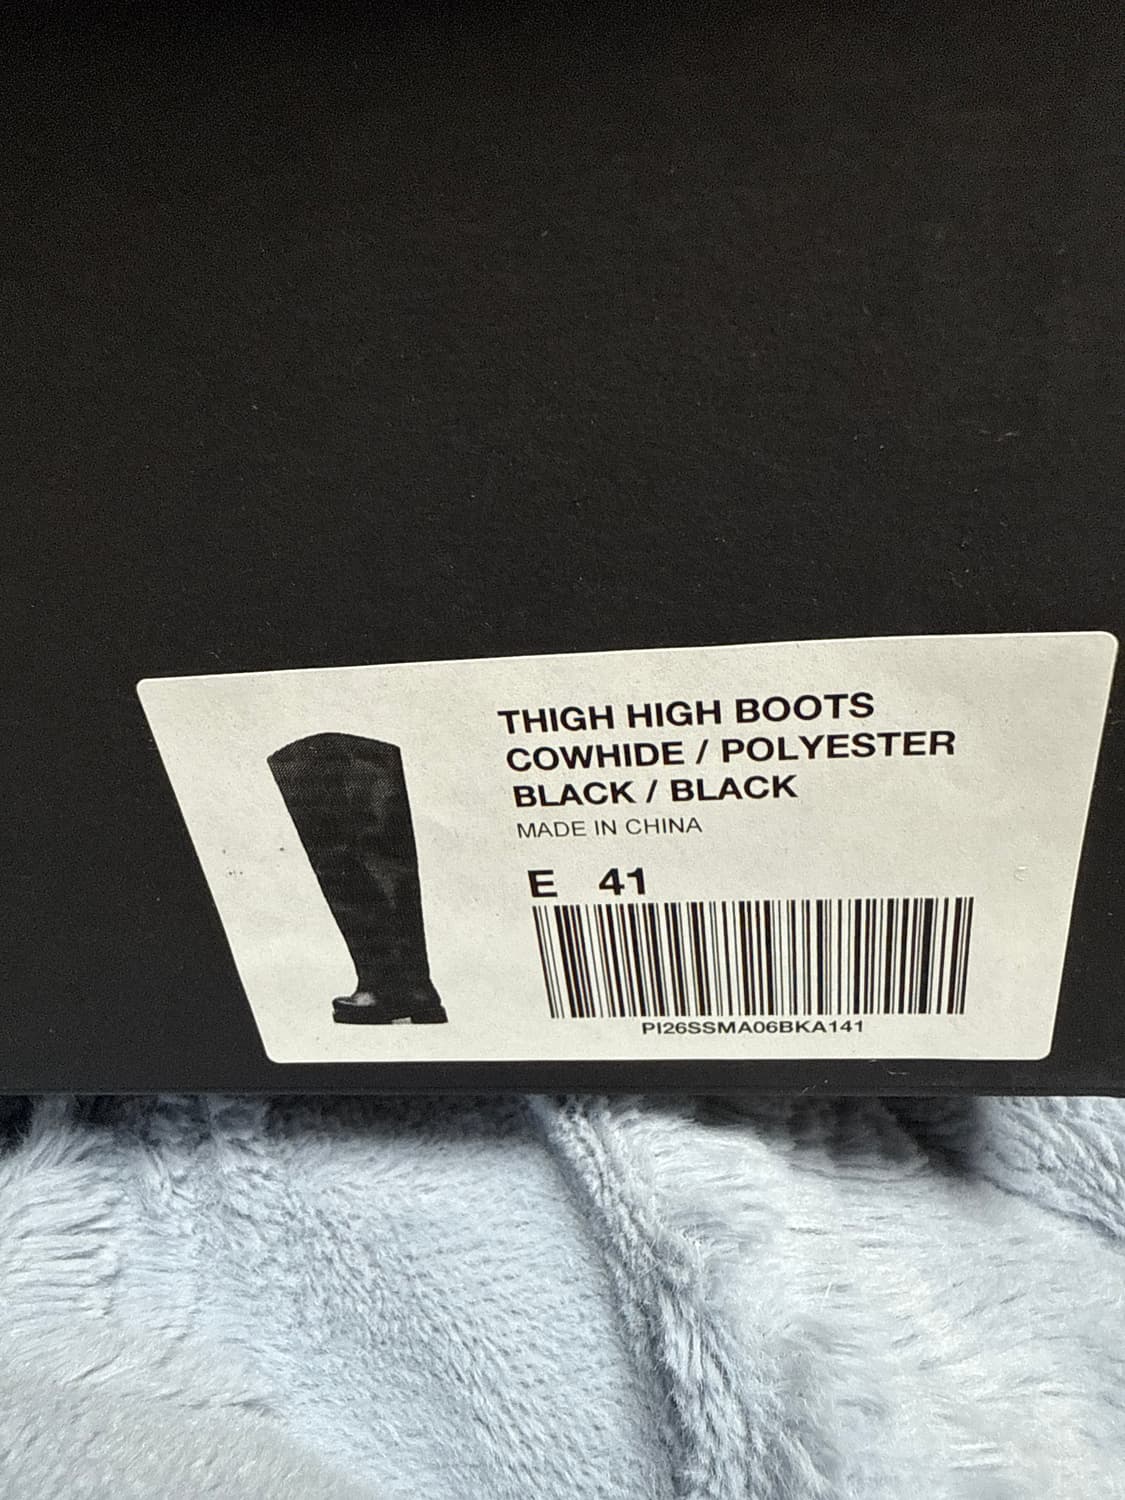 THIGH HIGH BOOTS
COWHIDE / POLYESTER
BLACK / BLACK
MADE IN CHINA
E 41
PI26SSMA06BKA141